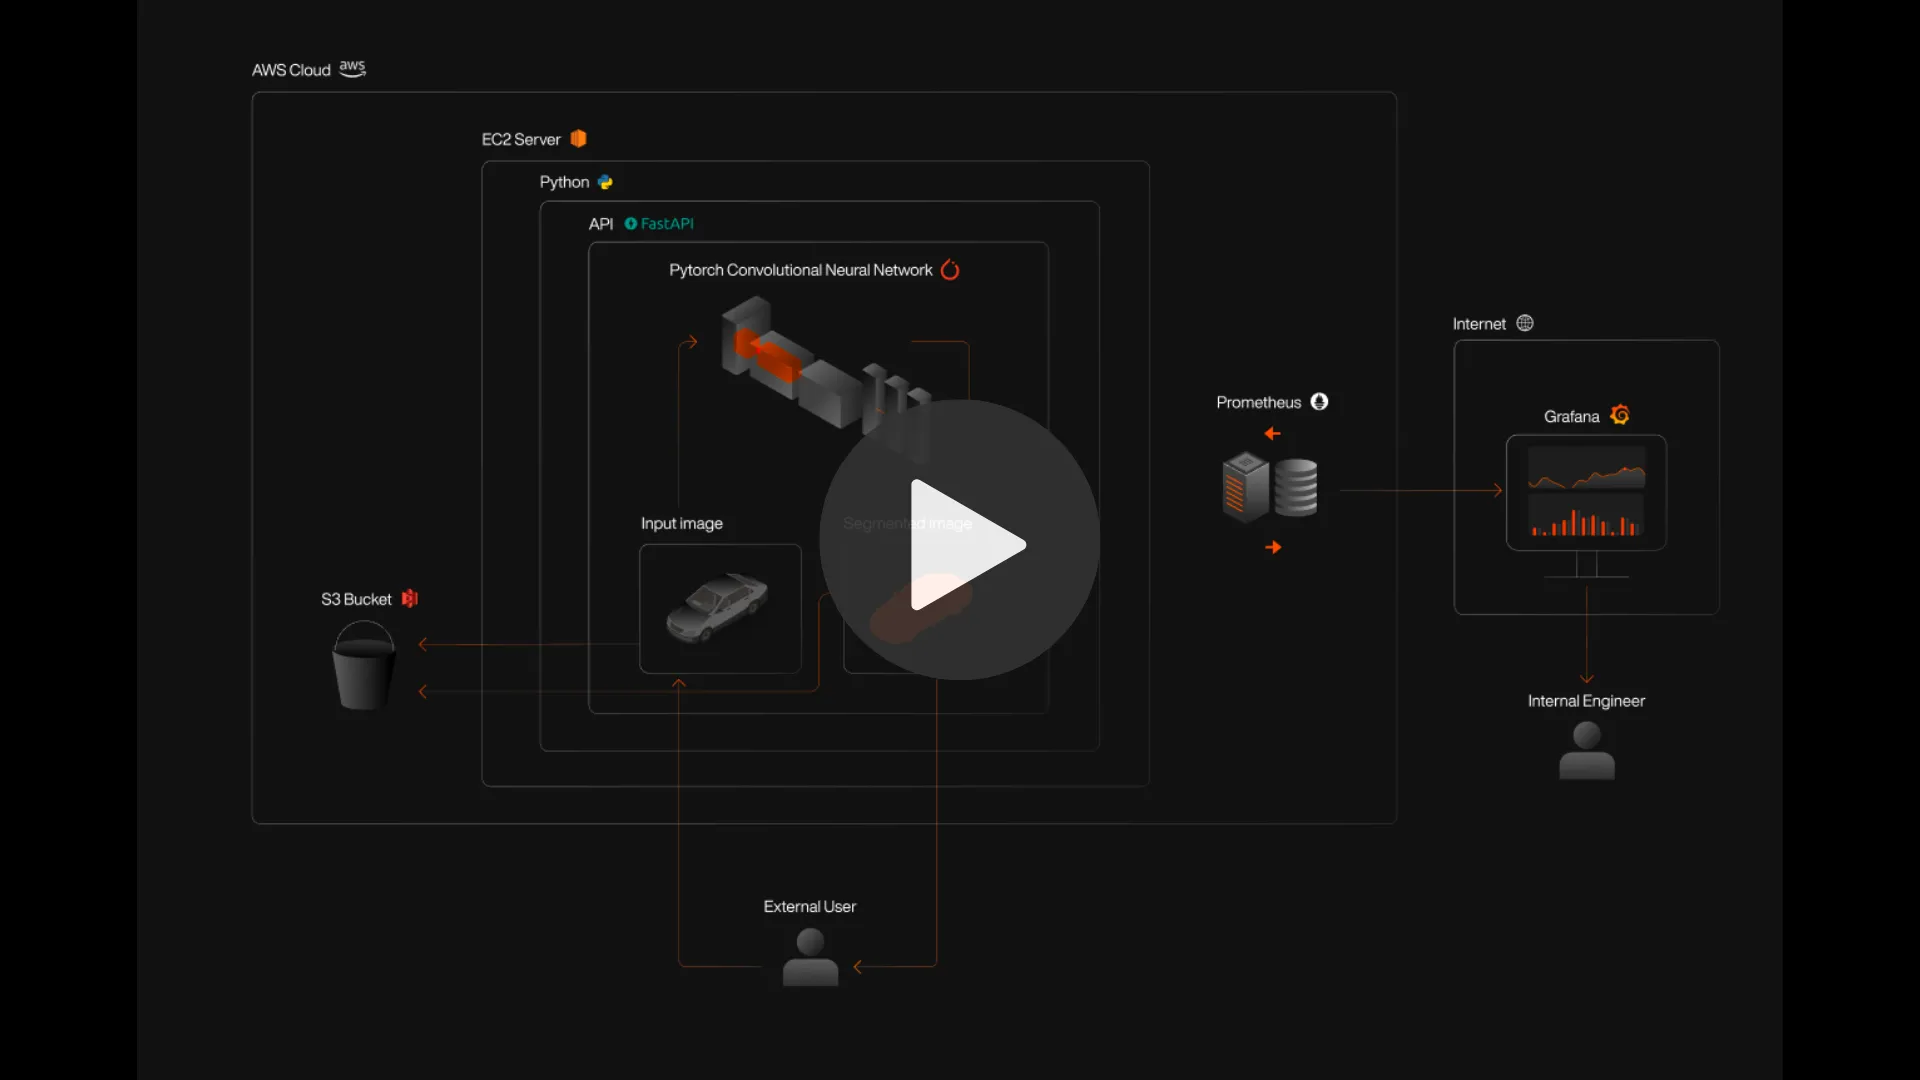 AWS Cloud aws
EC2 Server
Python
API FastAPI
Pytorch Convolutional Neural Network
Internet
Prometheus
Grafana
Input image
Segmented image
S3 Bucket
Internal Engineer
External User